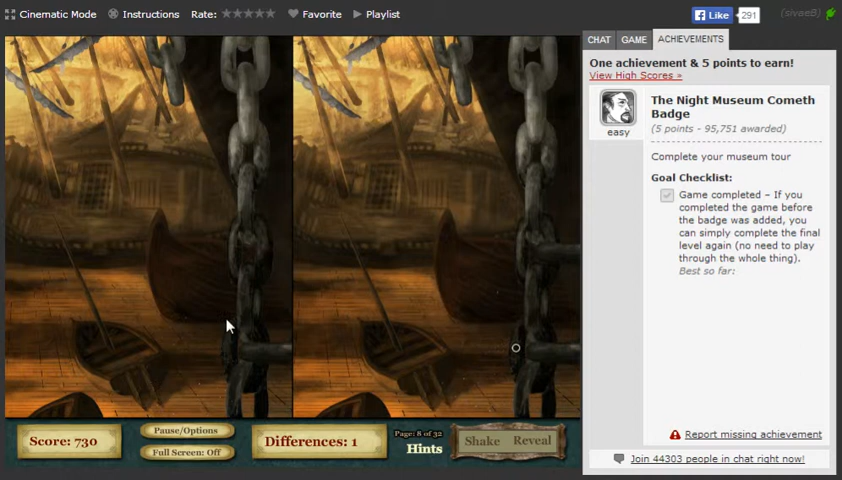 Cinematic Mode Instructions Rate: Favorite Playlist
Like 291
(sivaeB)
CHAT GAME ACHIEVEMENTS
One achievement & 5 points to earn!
View High Scores »
The Night Museum Cometh
Badge
easy
(5 points - 95,751 awarded)
Complete your museum tour
Goal Checklist:
Game completed – If you
completed the game before
the badge was added, you
can simply complete the final
level again (no need to play
through the whole thing).
Best so far:
Report missing achievement
Join 44303 people in chat right now!
Score: 730
Pause/Options
Full Screen: Off
Differences: 1
Page: 8 of 32
Hints
Shake Reveal